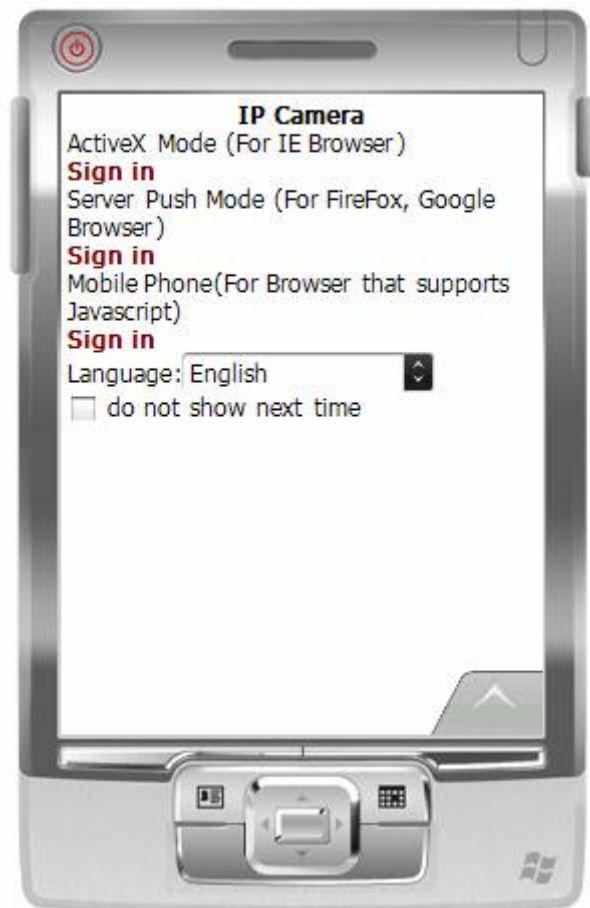 IP Camera
ActiveX Mode (For IE Browser)
Sign in
Server Push Mode (For FireFox, Google
Browser)
Sign in
Mobile Phone(For Browser that supports
Javascript)
Sign in
Language: English
do not show next time